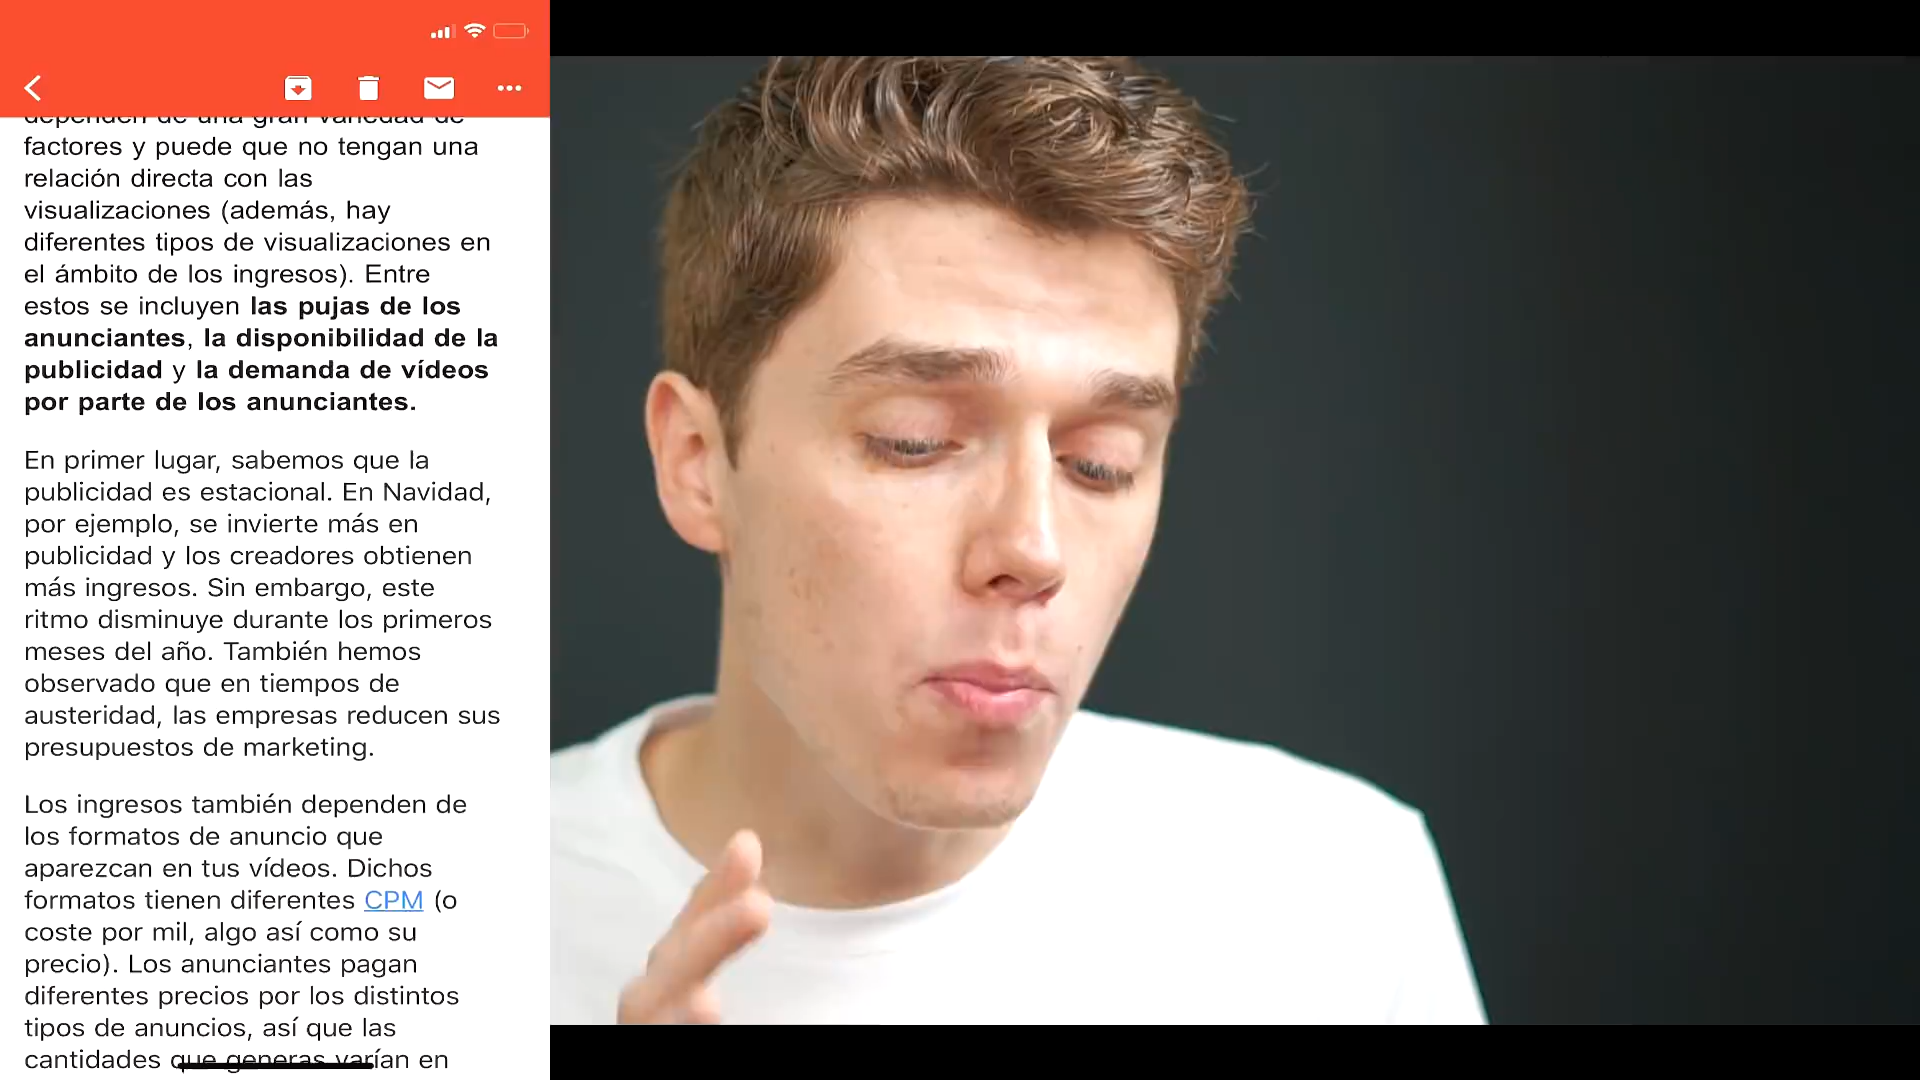 dependen de una gran variedad de
factores y puede que no tengan una
relación directa con las
visualizaciones (además, hay
diferentes tipos de visualizaciones en
el ámbito de los ingresos). Entre
estos se incluyen las pujas de los
anunciantes, la disponibilidad de la
publicidad y la demanda de vídeos
por parte de los anunciantes.
En primer lugar, sabemos que la
publicidad es estacional. En Navidad,
por ejemplo, se invierte más en
publicidad y los creadores obtienen
más ingresos. Sin embargo, este
ritmo disminuye durante los primeros
meses del año. También hemos
observado que en tiempos de
austeridad, las empresas reducen sus
presupuestos de marketing.
Los ingresos también dependen de
los formatos de anuncio que
aparezcan en tus vídeos. Dichos
formatos tienen diferentes CPM (o
coste por mil, algo así como su
precio). Los anunciantes pagan
diferentes precios por los distintos
tipos de anuncios, así que las
cantidades que generas varían en